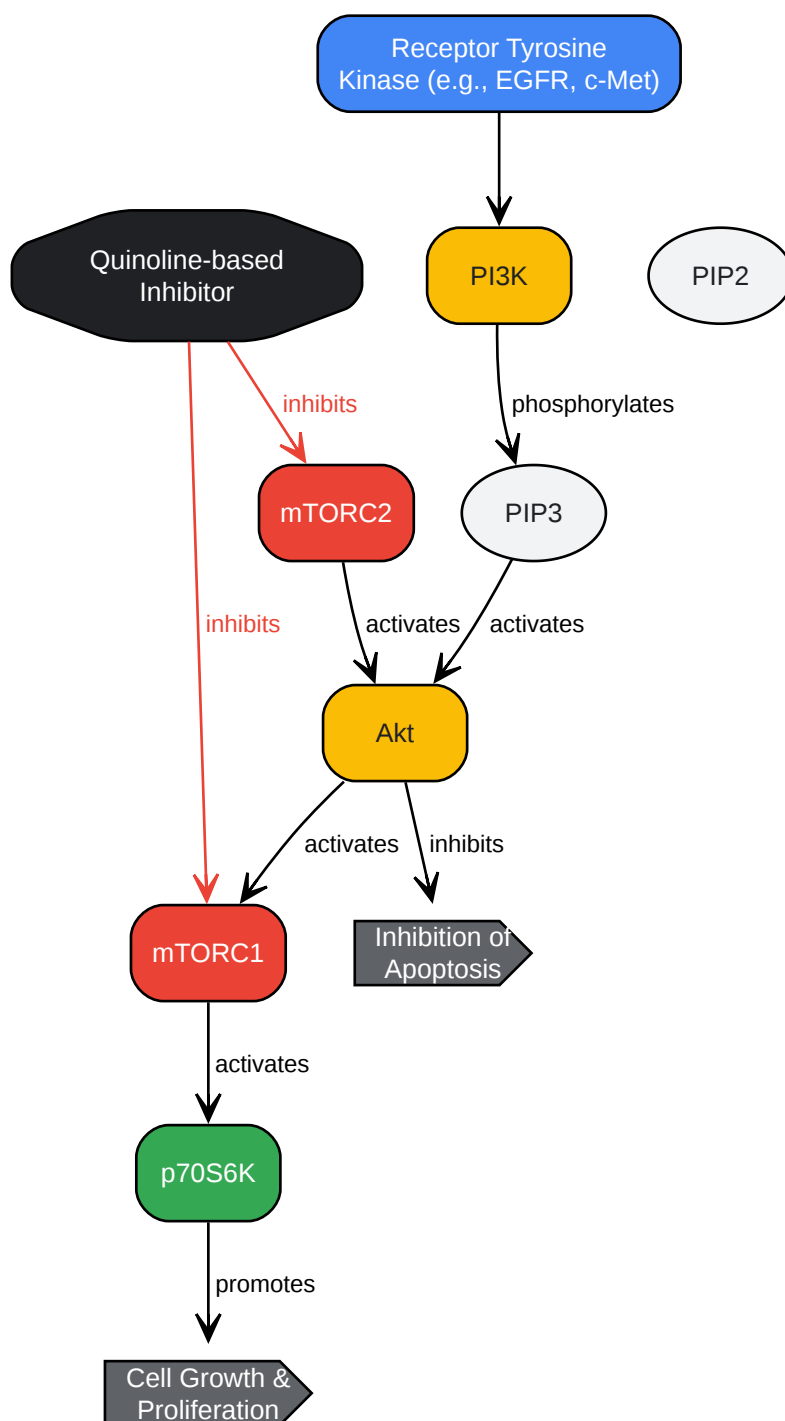 Receptor Tyrosine
Kinase (e.g., EGFR, c-Met)
Quinoline-based
Inhibitor
PI3K
PIP2
inhibits
phosphorylates
mTORC2
PIP3
inhibits
activates
activates
Akt
activates
inhibits
mTORC1
Inhibition of
Apoptosis
activates
p70S6K
promotes
Cell Growth &
Proliferation